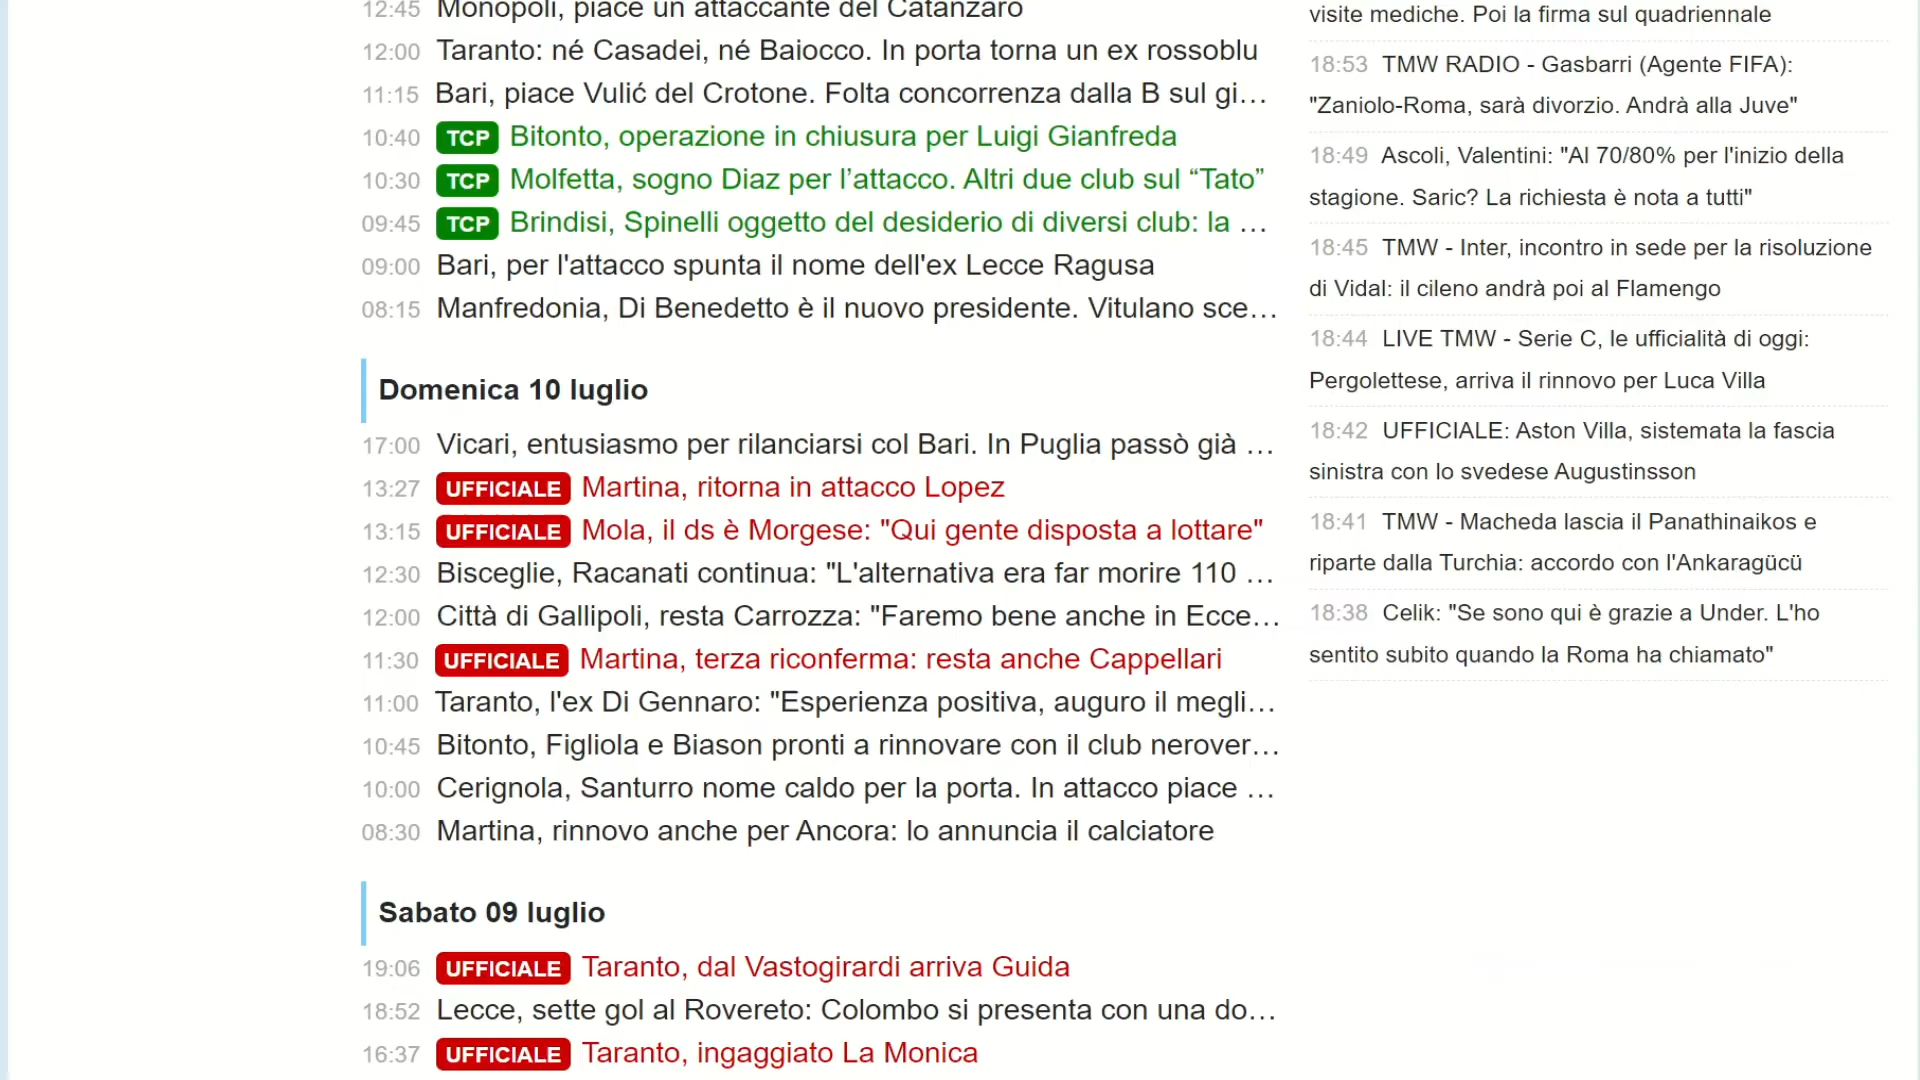 12:45 Monopoli, piace un attaccante del Catanzaro
12:00 Taranto: né Casadei, né Baiocco. In porta torna un ex rossoblu
11:15 Bari, piace Vulić del Crotone. Folta concorrenza dalla B sul gi…
10:40 TCP Bitonto, operazione in chiusura per Luigi Gianfreda
10:30 TCP Molfetta, sogno Diaz per l’attacco. Altri due club sul “Tato”
09:45 TCP Brindisi, Spinelli oggetto del desiderio di diversi club: la …
09:00 Bari, per l'attacco spunta il nome dell'ex Lecce Ragusa
08:15 Manfredonia, Di Benedetto è il nuovo presidente. Vitulano sce…
Domenica 10 luglio
17:00 Vicari, entusiasmo per rilanciarsi col Bari. In Puglia passò già …
13:27 UFFICIALE Martina, ritorna in attacco Lopez
13:15 UFFICIALE Mola, il ds è Morgese: "Qui gente disposta a lottare"
12:30 Bisceglie, Racanati continua: "L'alternativa era far morire 110 …
12:00 Città di Gallipoli, resta Carrozza: "Faremo bene anche in Ecce…
11:30 UFFICIALE Martina, terza riconferma: resta anche Cappellari
11:00 Taranto, l'ex Di Gennaro: "Esperienza positiva, auguro il megli…
10:45 Bitonto, Figliola e Biason pronti a rinnovare con il club nerover…
10:00 Cerignola, Santurro nome caldo per la porta. In attacco piace …
08:30 Martina, rinnovo anche per Ancora: lo annuncia il calciatore
Sabato 09 luglio
19:06 UFFICIALE Taranto, dal Vastogirardi arriva Guida
18:52 Lecce, sette gol al Rovereto: Colombo si presenta con una do…
16:37 UFFICIALE Taranto, ingaggiato La Monica
visite mediche. Poi la firma sul quadriennale
18:53 TMW RADIO - Gasbarri (Agente FIFA):
"Zaniolo-Roma, sarà divorzio. Andrà alla Juve"
18:49 Ascoli, Valentini: "Al 70/80% per l'inizio della
stagione. Saric? La richiesta è nota a tutti"
18:45 TMW - Inter, incontro in sede per la risoluzione
di Vidal: il cileno andrà poi al Flamengo
18:44 LIVE TMW - Serie C, le ufficialità di oggi:
Pergolettese, arriva il rinnovo per Luca Villa
18:42 UFFICIALE: Aston Villa, sistemata la fascia
sinistra con lo svedese Augustinsson
18:41 TMW - Macheda lascia il Panathinaikos e
riparte dalla Turchia: accordo con l'Ankaragücü
18:38 Celik: "Se sono qui è grazie a Under. L'ho
sentito subito quando la Roma ha chiamato"